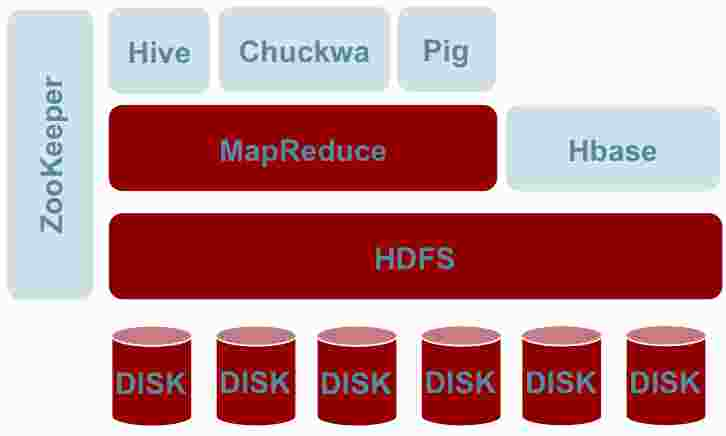 ZooKeeper
Hive Chuckwa Pig
MapReduce Hbase
HDFS
DISK DISK DISK DISK DISK DISK